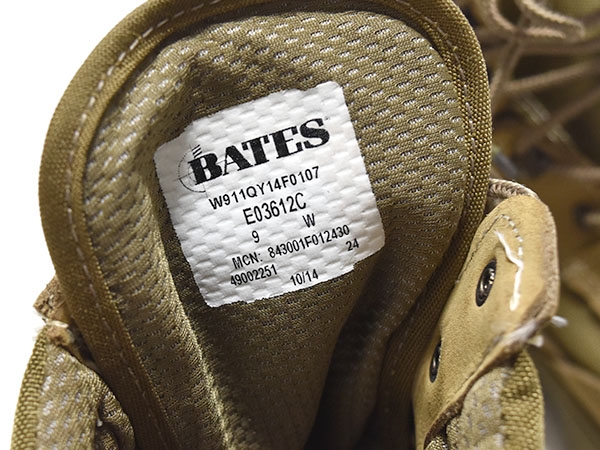 BATES
W911QY14F0107
E03612C
9 W
MCN: 843001F012430
49002251 10/14 24